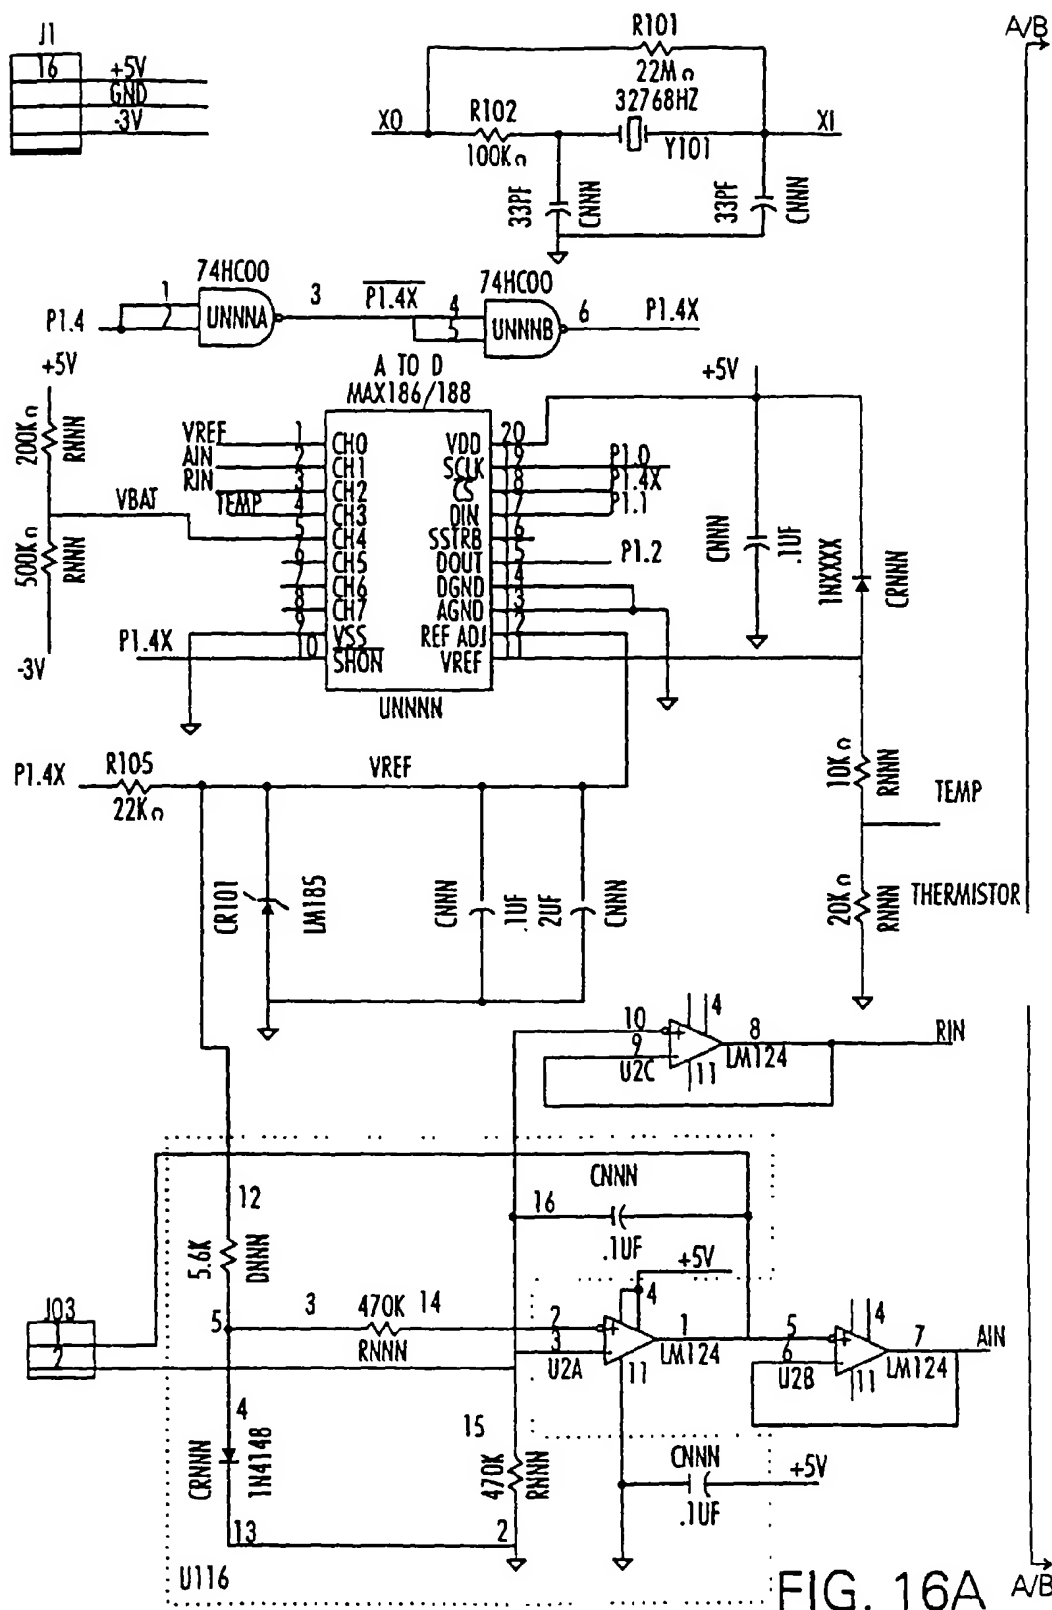 J1
16
+5V
GND
-3V
R101
22MΩ
32768HZ
XO
R102
100KΩ
Y101
XI
33PF
CNNN
33PF
CNNN
A/B
74HC00
1
2
3
P1.4
UNNNA
P1.4X
74HC00
4
5
6
UNNNB
P1.4X
+5V
200KΩ
RNNN
VBAT
500KΩ
RNNN
-3V
A TO D
MAX186/188
VREF 1 CH0
AIN 2 CH1
RIN 3 CH2
TEMP 4 CH3
5 CH4
CH5
7 CH6
8 CH7
9 VSS
P1.4X 10 SHON
VDD 20
SCLK 19 P1.0
CS 18 P1.4X
DIN 17 P1.1
SSTRB 16
DOUT 15 P1.2
DGND 14
AGND 13
REF ADJ 12
VREF 11
UNNNN
+5V
CNNN
.1UF
1NXXXX
CRNNN
P1.4X
R105
22KΩ
VREF
CR101
LM185
CNNN
.1UF
2UF
CNNN
10KΩ
RNNN
TEMP
20KΩ
RNNN
THERMISTOR
10
9
U2C
4
11
8
LM124
RIN
12
5.6K
DNNN
16
CNNN
.1UF
+5V
J03
1
2
5
3
470K
RNNN
14
2
3
U2A
4
11
1
LM124
5
6
U2B
4
11
7
LM124
AIN
4
CRNNN
1N4148
13
15
470K
RNNN
2
CNNN
.1UF
+5V
U116
FIG. 16A
A/B